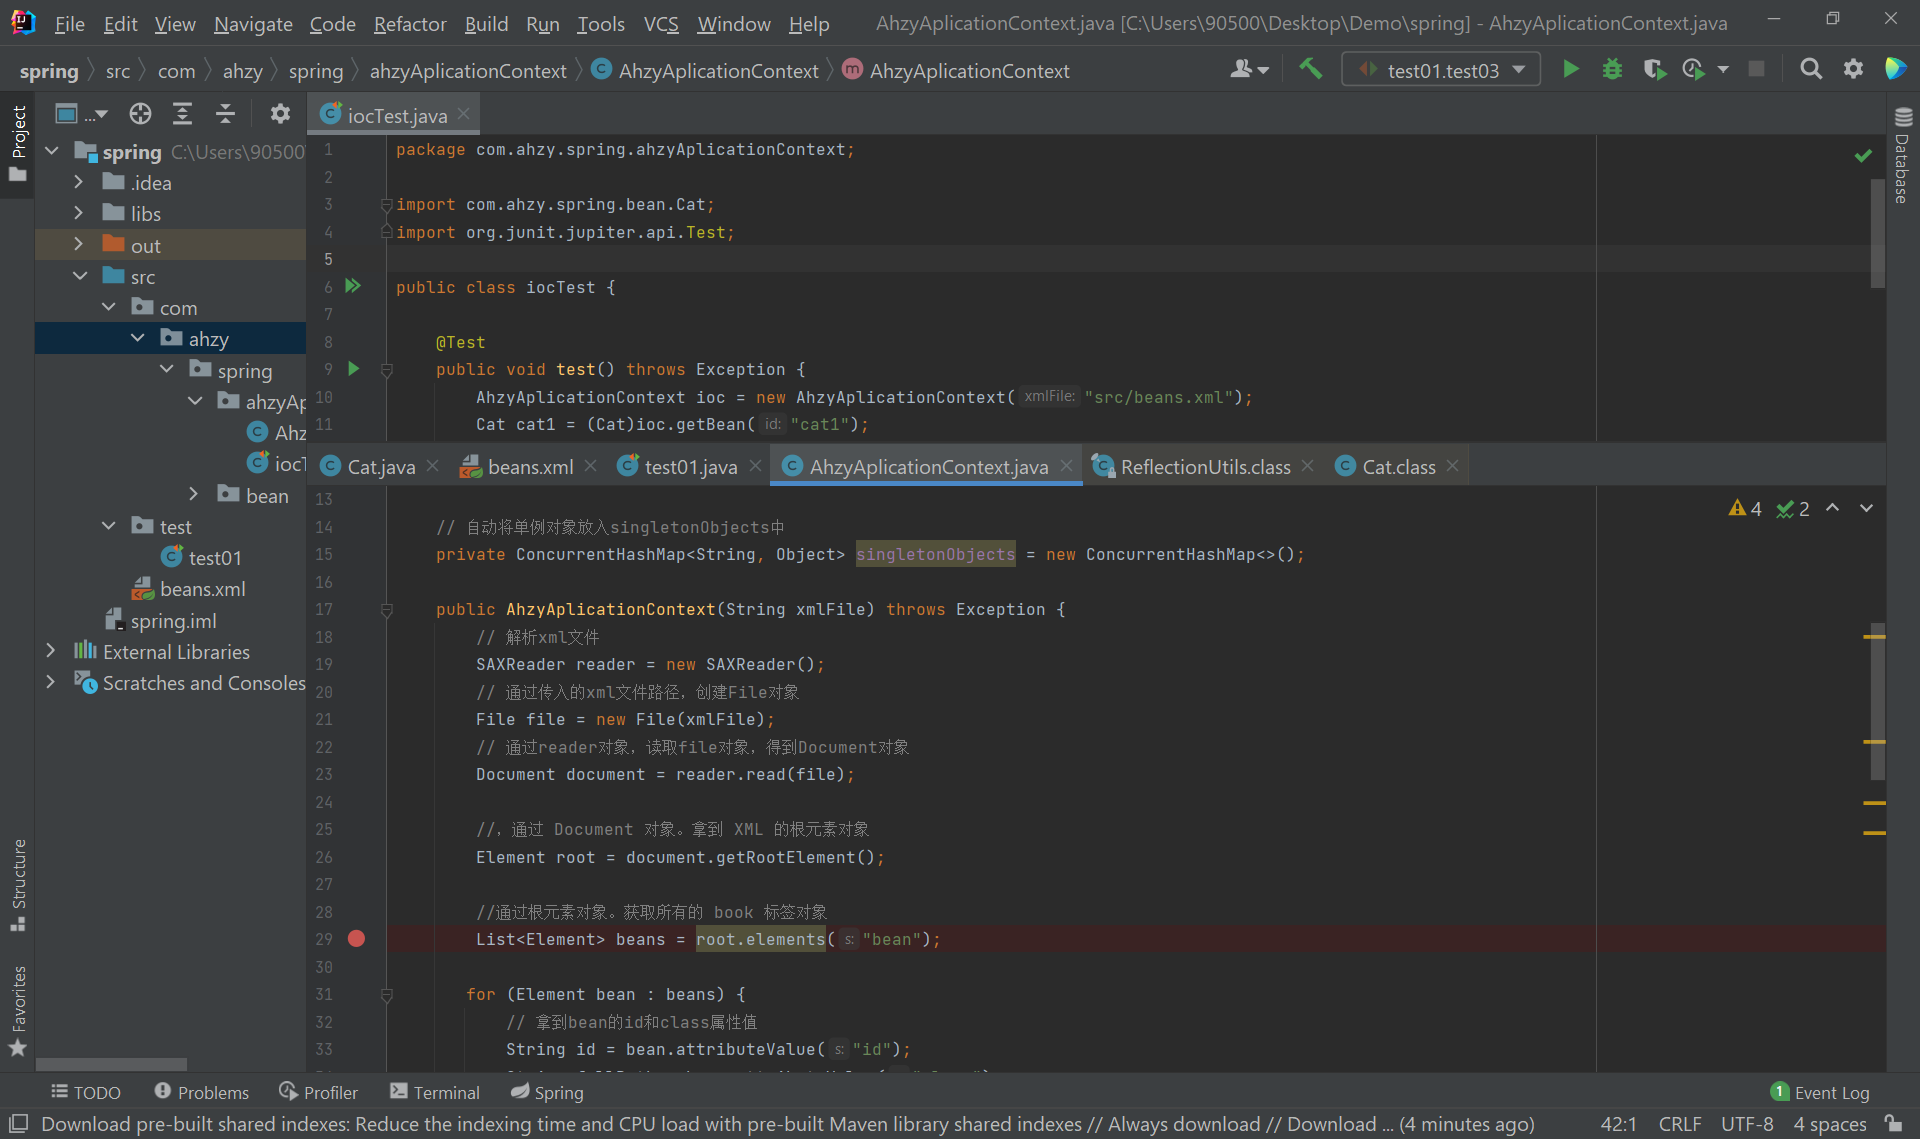 File Edit View Navigate Code Refactor Build Run Tools VCS Window Help AhzyAplicationContext.java [C:\Users\90500\Desktop\Demo\spring] - AhzyAplicationContext.java
spring src com ahzy spring ahzyAplicationContext AhzyAplicationContext AhzyAplicationContext test01.test03
Project
...
spring C:\Users\90500
.idea
libs
out
src
com
ahzy
spring
ahzyAp
Ahz
iocT
bean
test
test01
beans.xml
spring.iml
External Libraries
Scratches and Consoles
Structure
Favorites
Database
iocTest.java
1 package com.ahzy.spring.ahzyAplicationContext;
2
3 import com.ahzy.spring.bean.Cat;
4 import org.junit.jupiter.api.Test;
5
6 public class iocTest {
7
8 @Test
9 public void test() throws Exception {
10 AhzyAplicationContext ioc = new AhzyAplicationContext( xmlFile: "src/beans.xml");
11 Cat cat1 = (Cat)ioc.getBean( id: "cat1");
Cat.java beans.xml test01.java AhzyAplicationContext.java ReflectionUtils.class Cat.class
4 2
13
14 // 自动将单例对象放入singletonObjects中
15 private ConcurrentHashMap<String, Object> singletonObjects = new ConcurrentHashMap<>();
16
17 public AhzyAplicationContext(String xmlFile) throws Exception {
18 // 解析xml文件
19 SAXReader reader = new SAXReader();
20 // 通过传入的xml文件路径，创建File对象
21 File file = new File(xmlFile);
22 // 通过reader对象，读取file对象，得到Document对象
23 Document document = reader.read(file);
24
25 //，通过 Document 对象。拿到 XML 的根元素对象
26 Element root = document.getRootElement();
27
28 //通过根元素对象。获取所有的 book 标签对象
29 List<Element> beans = root.elements( s: "bean");
30
31 for (Element bean : beans) {
32 // 拿到bean的id和class属性值
33 String id = bean.attributeValue( s: "id");
TODO Problems Profiler Terminal Spring 1 Event Log
Download pre-built shared indexes: Reduce the indexing time and CPU load with pre-built Maven library shared indexes // Always download // Download ... (4 minutes ago) 42:1 CRLF UTF-8 4 spaces